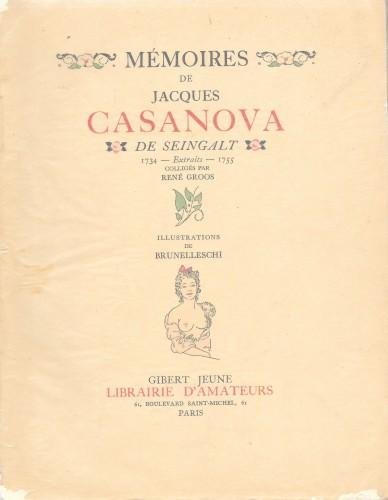 MÉMOIRES
DE
JACQUES
CASANOVA
DE SEINGALT
1734 — Extraits — 1755
COLLIGÉS PAR
RENÉ GROOS
ILLUSTRATIONS
DE
BRUNELLESCHI
GIBERT JEUNE
LIBRAIRIE D'AMATEURS
61, BOULEVARD SAINT-MICHEL, 61
PARIS